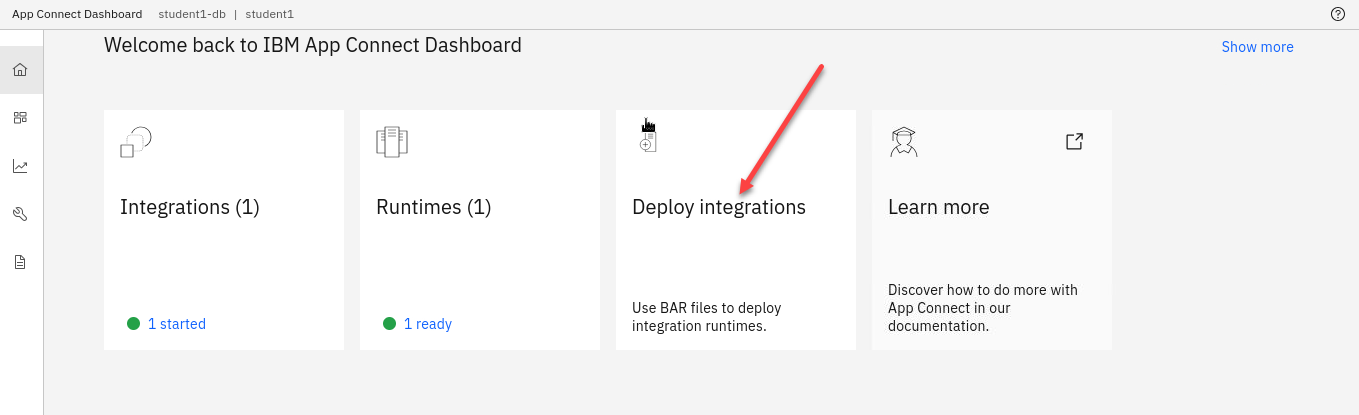 App Connect Dashboard student1-db | student1
Welcome back to IBM App Connect Dashboard
Show more
Integrations (1)
1 started
Runtimes (1)
1 ready
Deploy integrations
Use BAR files to deploy
integration runtimes.
Learn more
Discover how to do more with
App Connect in our
documentation.